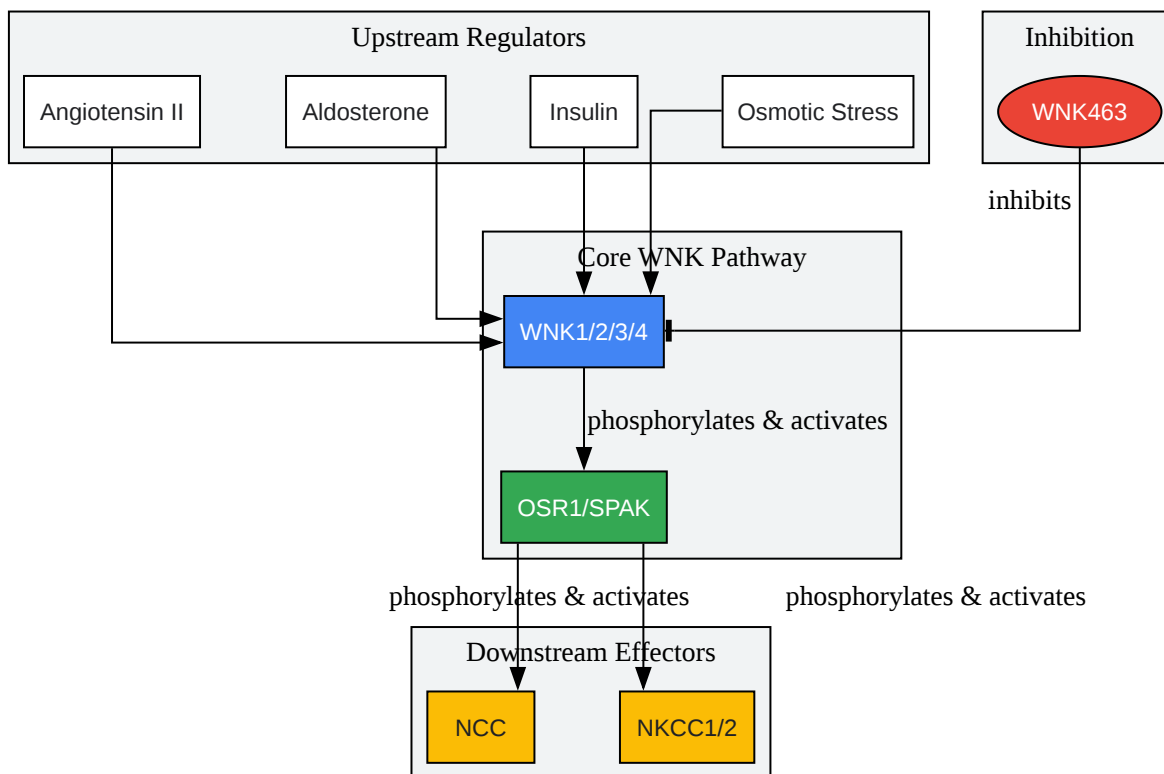 Upstream Regulators
Inhibition
Angiotensin II
Aldosterone
Insulin
Osmotic Stress
WNK463
inhibits
Core WNK Pathway
WNK1/2/3/4
phosphorylates & activates
OSR1/SPAK
phosphorylates & activates
phosphorylates & activates
Downstream Effectors
NCC
NKCC1/2